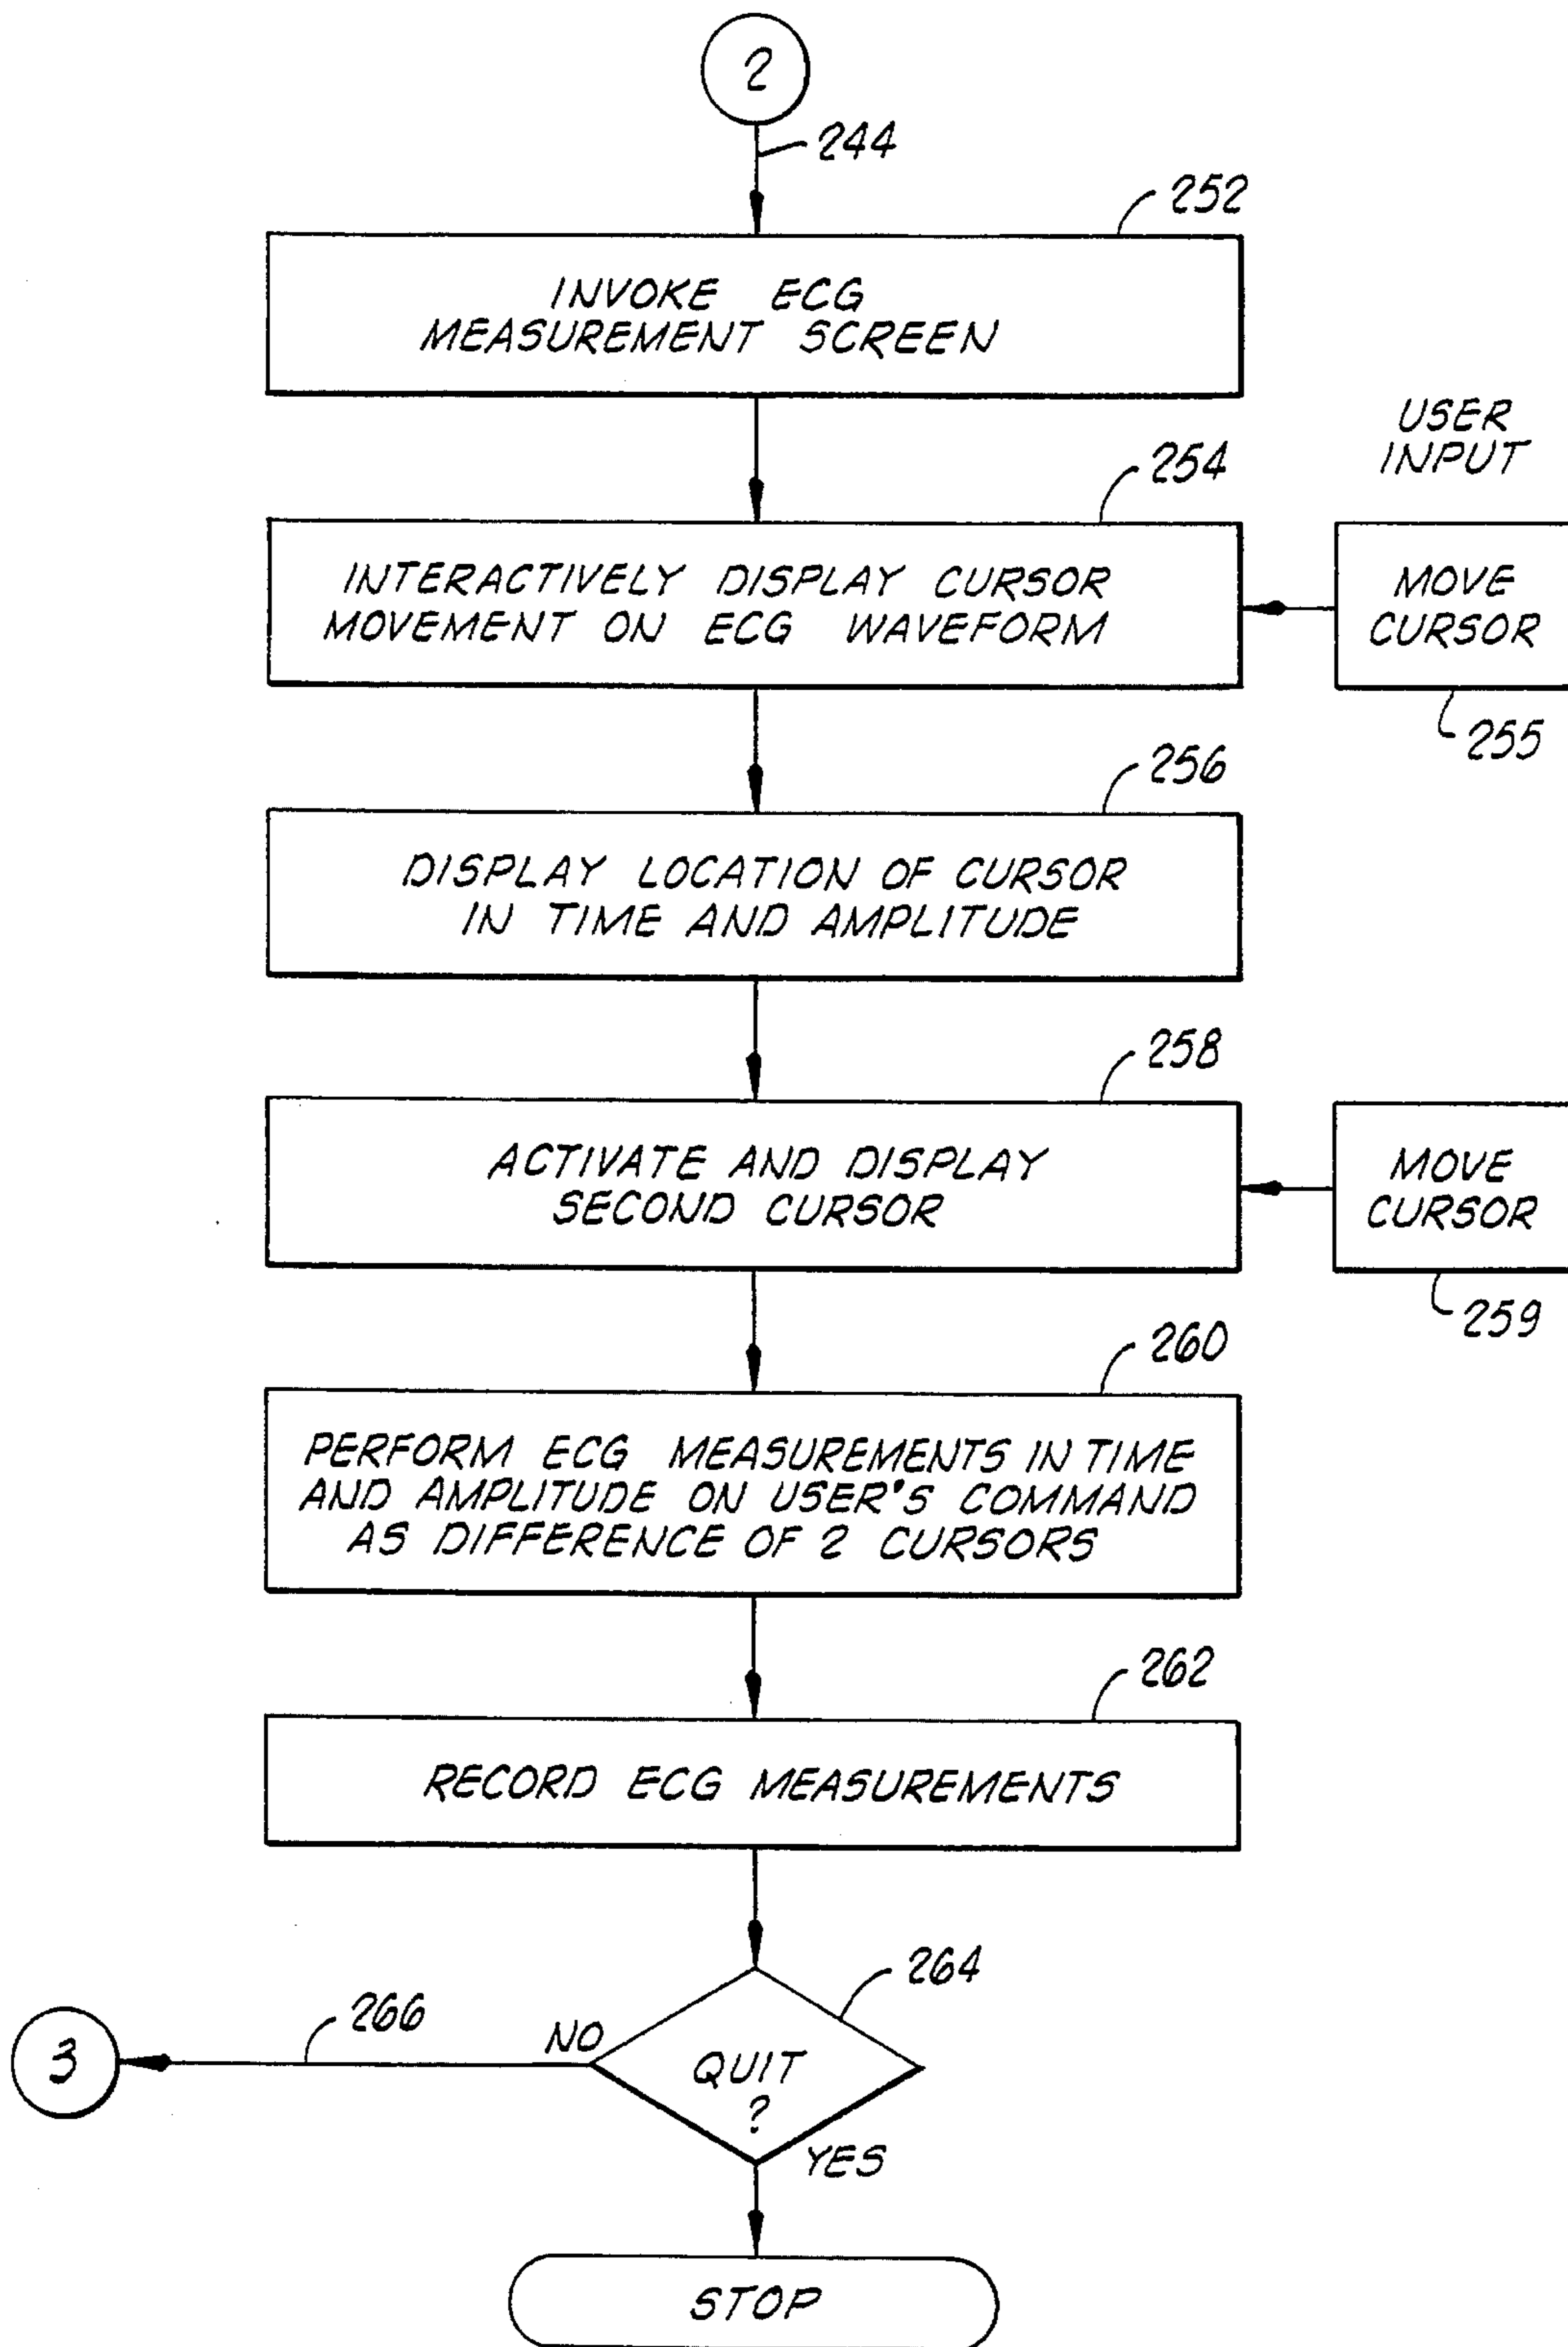 2
244
252
INVOKE ECG
MEASUREMENT SCREEN
USER
INPUT
254
INTERACTIVELY DISPLAY CURSOR
MOVEMENT ON ECG WAVEFORM
MOVE
CURSOR
255
256
DISPLAY LOCATION OF CURSOR
IN TIME AND AMPLITUDE
258
ACTIVATE AND DISPLAY
SECOND CURSOR
MOVE
CURSOR
259
260
PERFORM ECG MEASUREMENTS IN TIME
AND AMPLITUDE ON USER'S COMMAND
AS DIFFERENCE OF 2 CURSORS
262
RECORD ECG MEASUREMENTS
264
266
3
NO
QUIT
?
YES
STOP